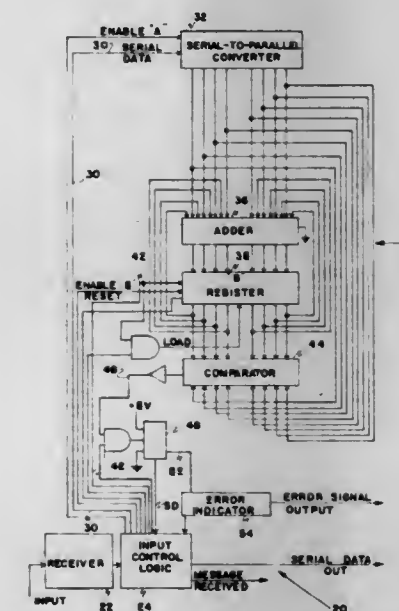 32
ENABLE "A"
30
SERIAL DATA
SERIAL-TO-PARALLEL CONVERTER
30
36
ADDER
42
38
ENABLE B
RESET
REGISTER
LOAD
44
46
COMPARATOR
+5V
48
42
52
50
ERROR INDICATOR
ERROR SIGNAL OUTPUT
54
30
RECEIVER
INPUT CONTROL LOGIC
SERIAL DATA OUT
MESSAGE RECEIVED
INPUT
22
24
20